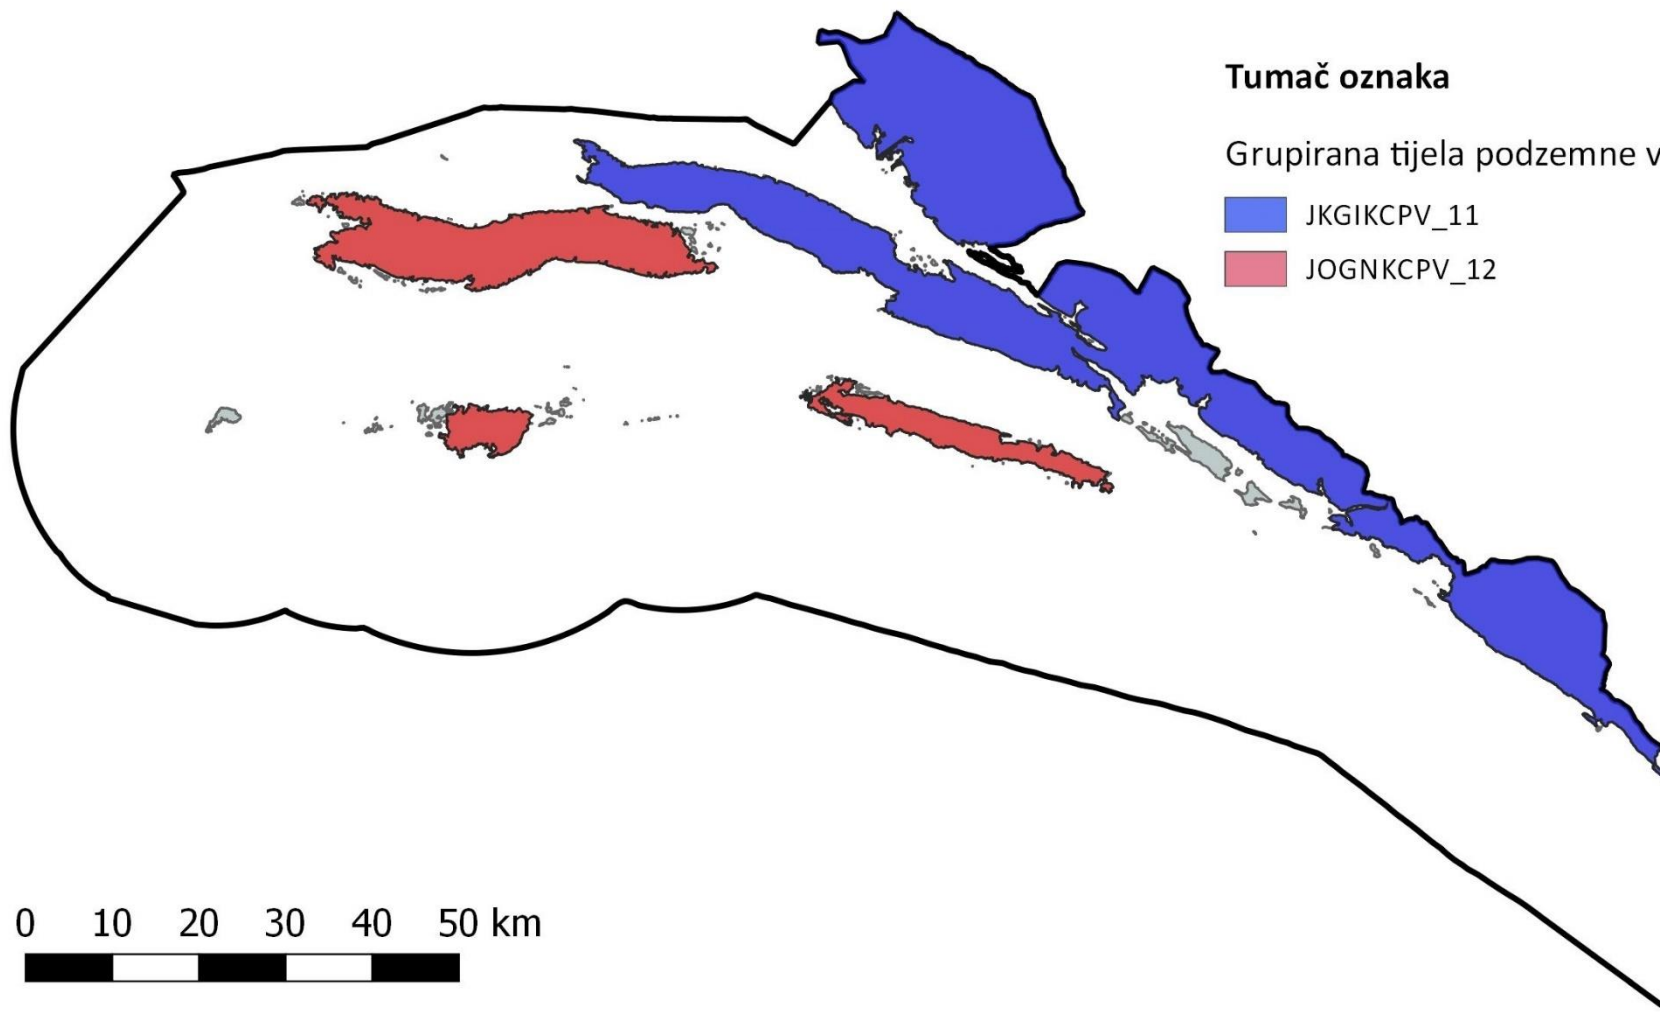 Tumač oznaka
Grupirana tijela podzemne v
JKGIKCPV_11
JOGNKCPV_12
0 10 20 30 40 50 km